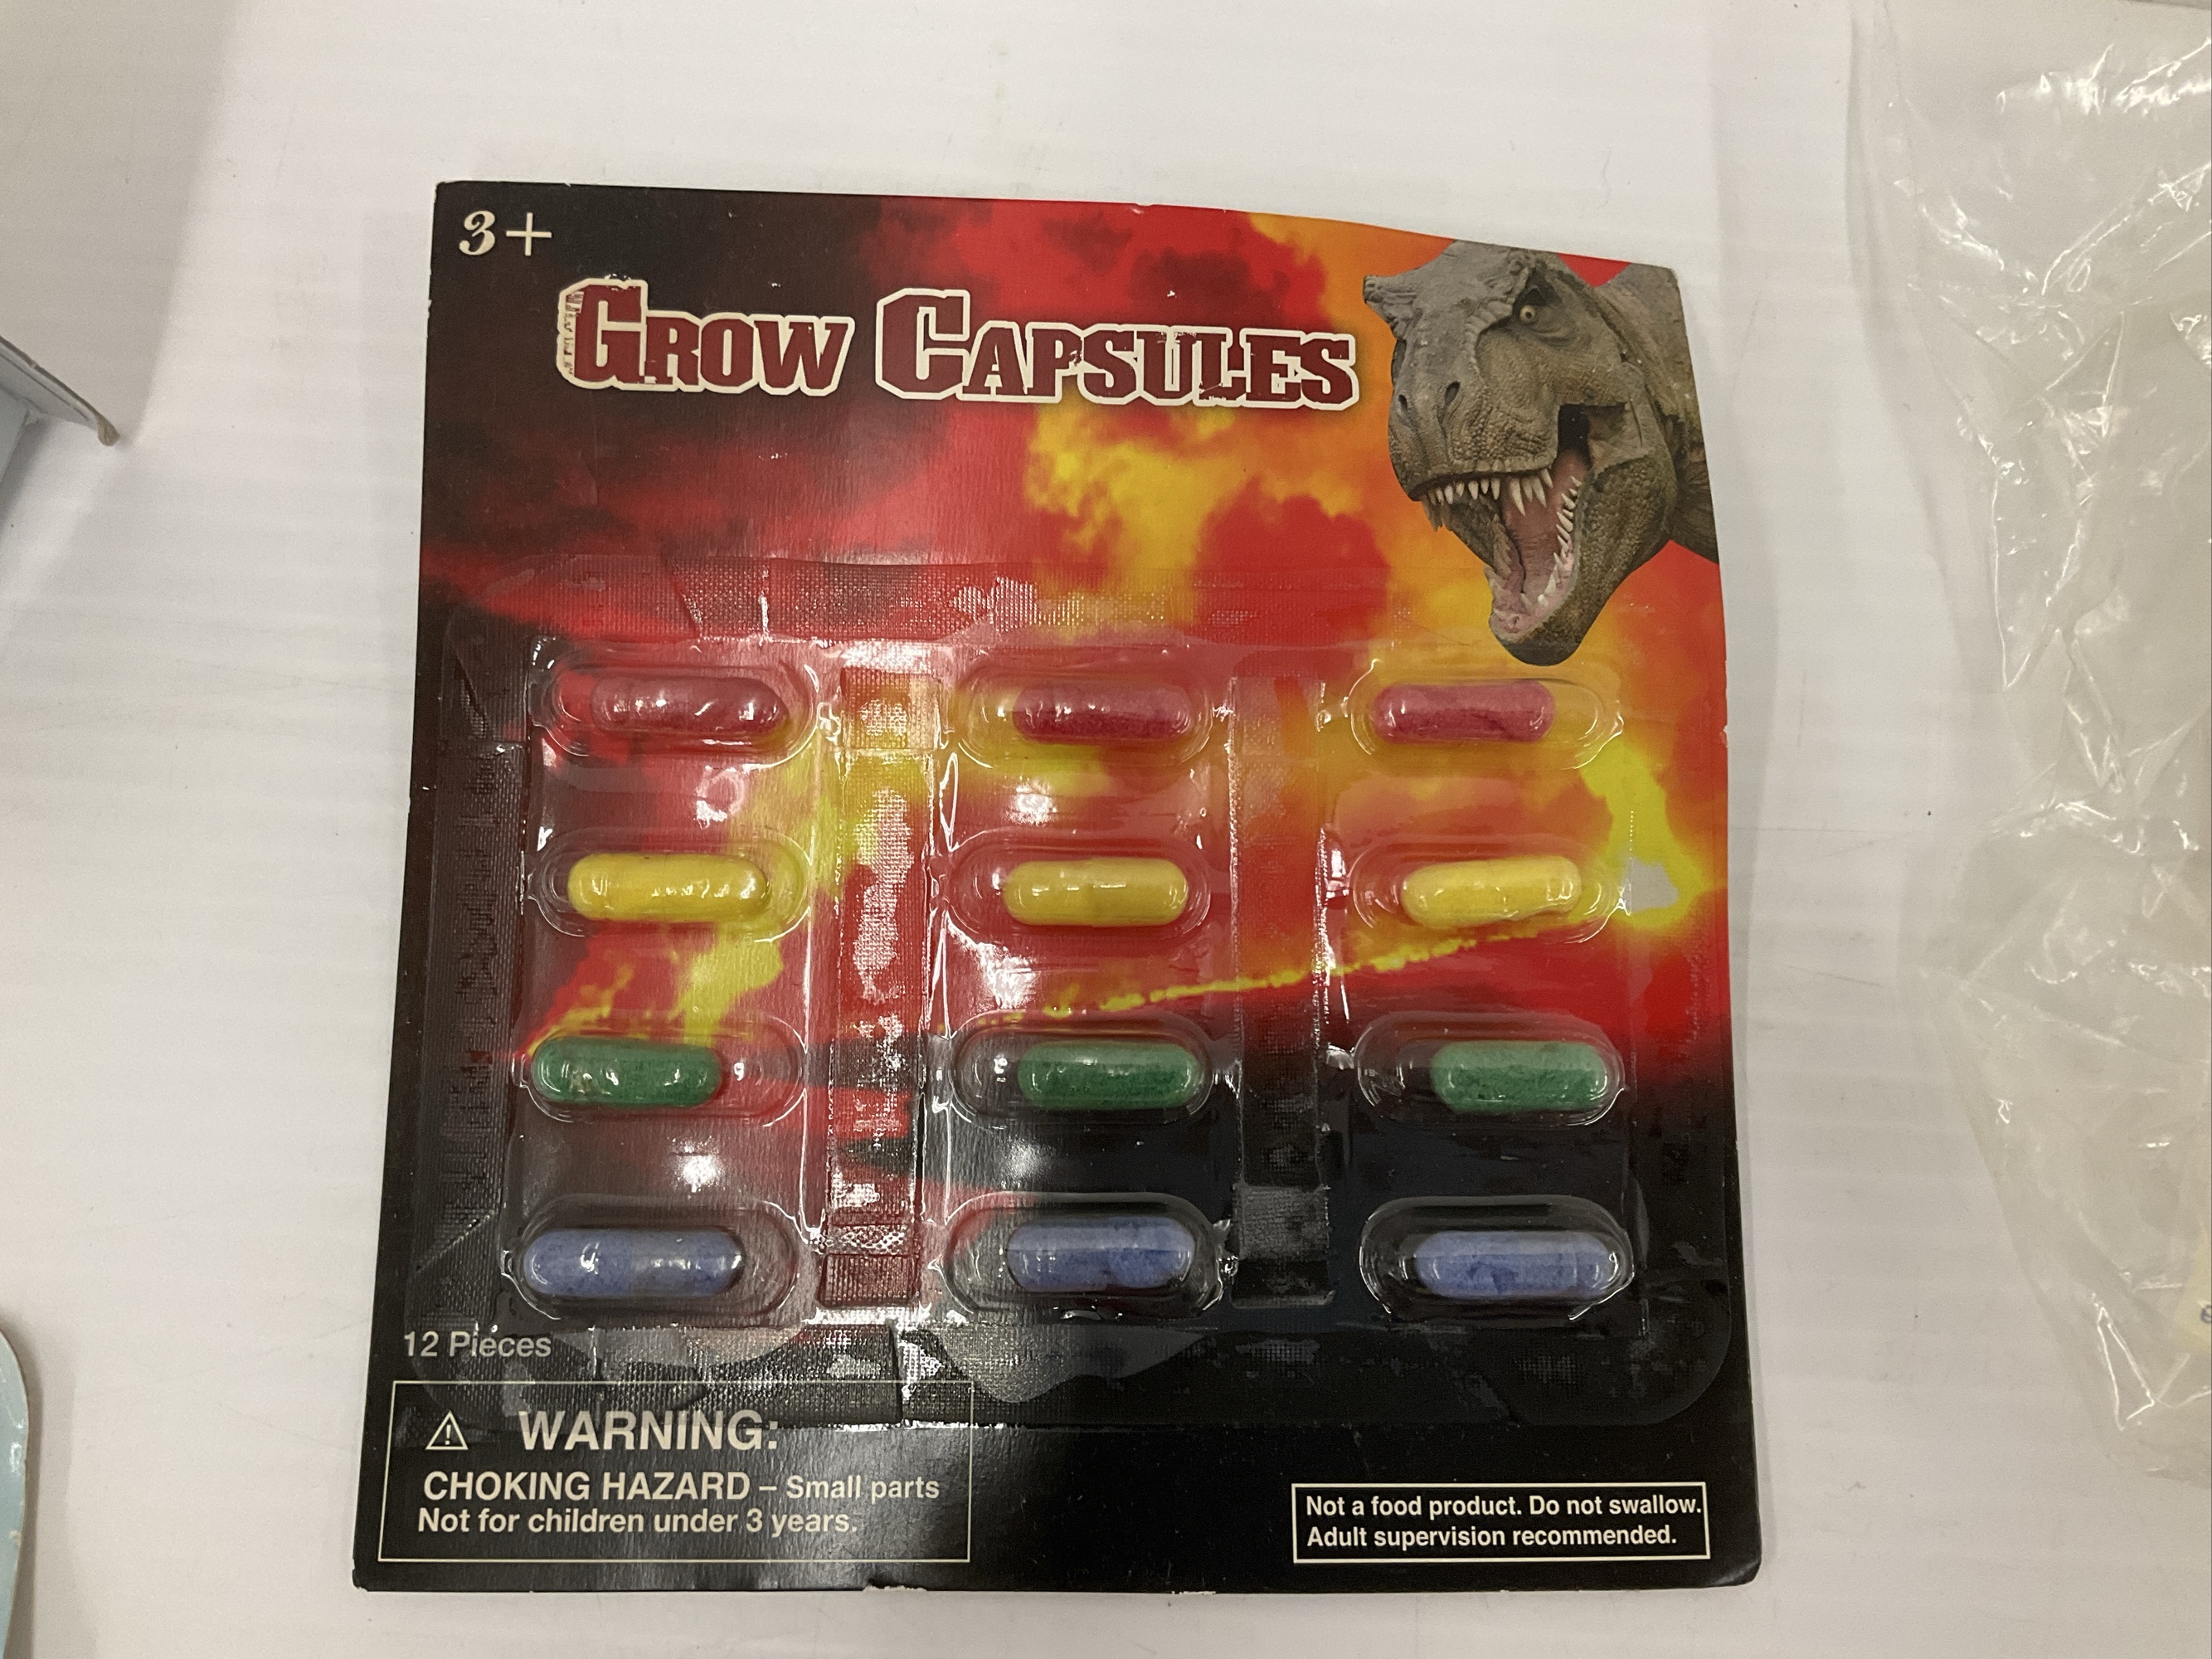 3+
GROW CAPSULES
12 Pieces
⚠ WARNING:
CHOKING HAZARD – Small parts
Not for children under 3 years.
Not a food product. Do not swallow.
Adult supervision recommended.